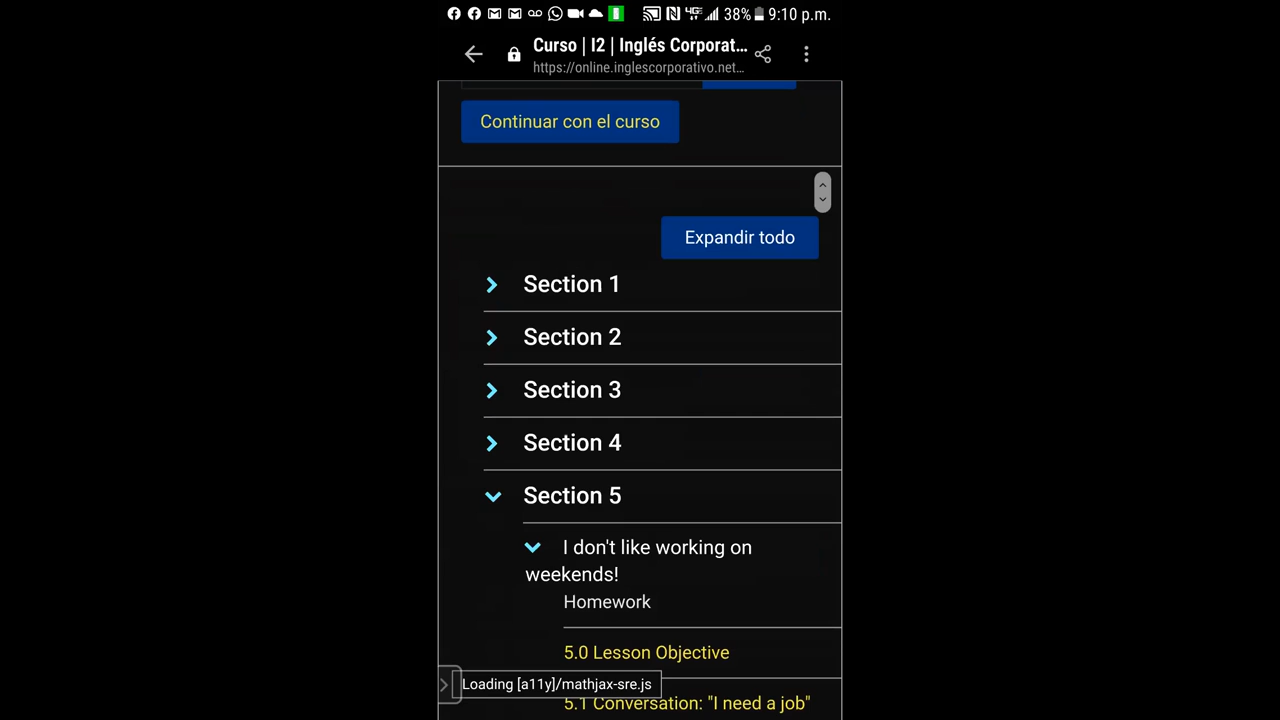 38% 9:10 p.m.
Curso | I2 | Inglés Corporat...
https://online.inglescorporativo.net...
Continuar con el curso
Expandir todo
Section 1
Section 2
Section 3
Section 4
Section 5
I don't like working on
weekends!
Homework
5.0 Lesson Objective
Loading [a11y]/mathjax-sre.js
5.1 Conversation: "I need a job"